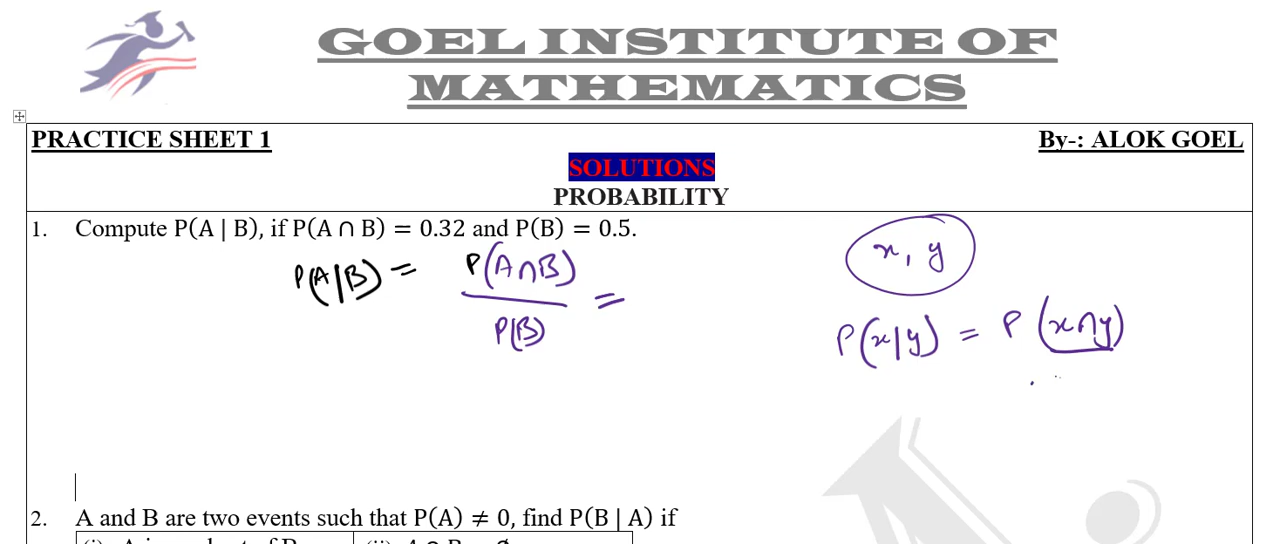 GOEL INSTITUTE OF
MATHEMATICS
PRACTICE SHEET 1 By-: ALOK GOEL
SOLUTIONS
PROBABILITY
1. Compute P(A | B), if P(A ∩ B) = 0.32 and P(B) = 0.5.
x, y
P(A|B) = P(A∩B)
P(B) =
P(x|y) = P(x∩y)
2. A and B are two events such that P(A) ≠ 0, find P(B | A) if